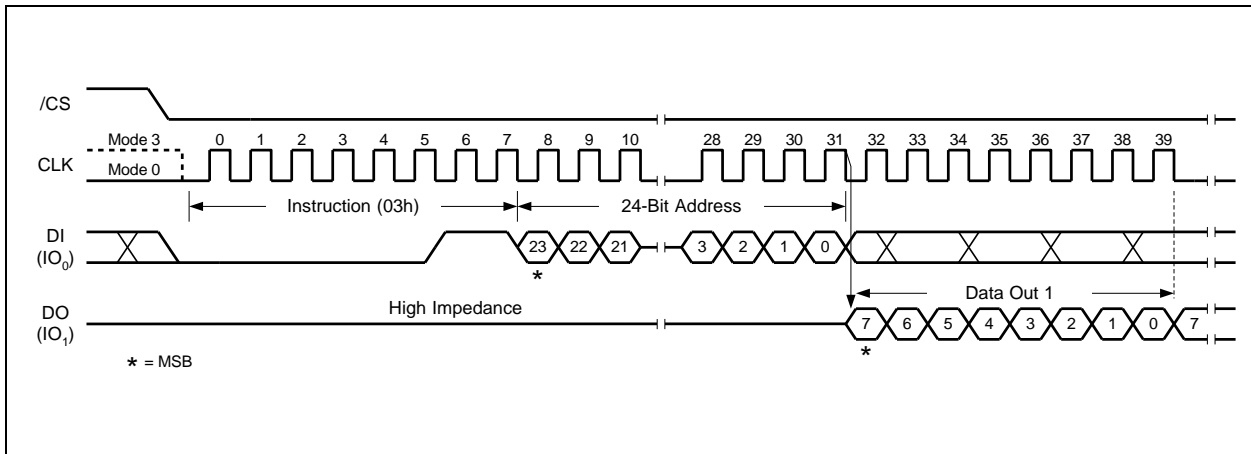 /CS
Mode 3
0 1 2 3 4 5 6 7 8 9 10 28 29 30 31 32 33 34 35 36 37 38 39
CLK
Mode 0
Instruction (03h)
24-Bit Address
DI
(IO0)
23 22 21 3 2 1 0
*
High Impedance
Data Out 1
DO
(IO1)
7 6 5 4 3 2 1 0 7
*
* = MSB